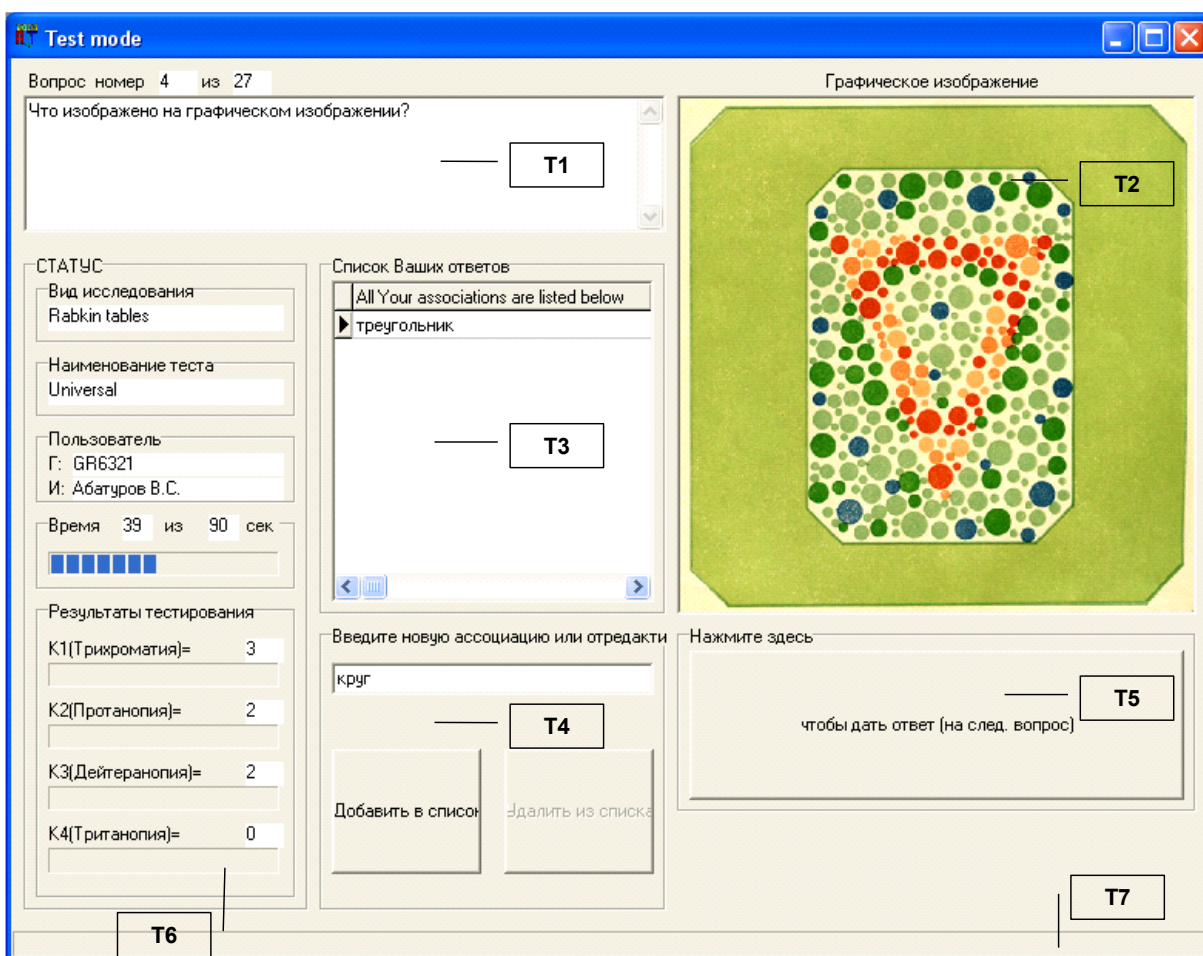 Test mode
Вопрос номер 4 из 27
Что изображено на графическом изображении?
T1
Графическое изображение
T2
СТАТУС
Вид исследования
Rabkin tables
Наименование теста
Universal
Пользователь
Г: GR6321
И: Абатуров В.С.
Время 39 из 90 сек
Результаты тестирования
К1(Трихроматия)= 3
К2(Протанопия)= 2
К3(Дейтеранопия)= 2
К4(Тританопия)= 0
T6
Список Ваших ответов
All Your associations are listed below
треугольник
T3
Введите новую ассоциацию или отредакти
круг
T4
Добавить в список
Удалить из списка
Нажмите здесь
T5
чтобы дать ответ (на след. вопрос)
T7